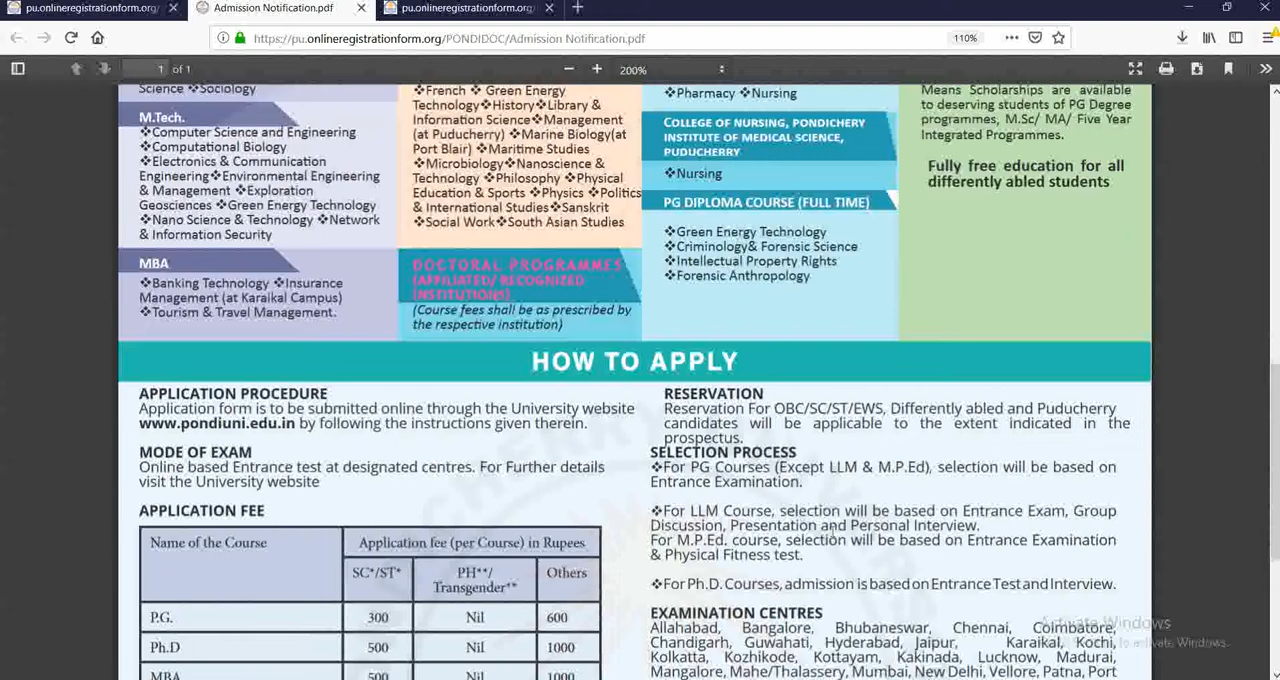 pu.onlineregistrationform.org/
Admission Notification.pdf
pu.onlineregistrationform.org/
https://pu.onlineregistrationform.org/PONDIDOC/Admission Notification.pdf
110%
1 of 1
200%
Science ❖Sociology
M.Tech.
❖Computer Science and Engineering
❖Computational Biology
❖Electronics & Communication
Engineering❖Environmental Engineering
& Management ❖Exploration
Geosciences ❖Green Energy Technology
❖Nano Science & Technology ❖Network
& Information Security
MBA
❖Banking Technology ❖Insurance
Management (at Karaikal Campus)
❖Tourism & Travel Management.
❖French ❖ Green Energy
Technology❖History❖Library &
Information Science❖Management
(at Puducherry) ❖Marine Biology(at
Port Blair) ❖Maritime Studies
❖Microbiology❖Nanoscience &
Technology ❖Philosophy ❖Physical
Education & Sports ❖Physics ❖Politics
& International Studies❖Sanskrit
❖Social Work❖South Asian Studies
DOCTORAL PROGRAMMES
(AFFILIATED/ RECOGNIZED
INSTITUTIONS)
(Course fees shall be as prescribed by
the respective institution)
❖Pharmacy ❖Nursing
COLLEGE OF NURSING, PONDICHERY
INSTITUTE OF MEDICAL SCIENCE,
PUDUCHERRY
❖Nursing
PG DIPLOMA COURSE (FULL TIME)
❖Green Energy Technology
❖Criminology& Forensic Science
❖Intellectual Property Rights
❖Forensic Anthropology
Means Scholarships are available
to deserving students of PG Degree
programmes, M.Sc/ MA/ Five Year
Integrated Programmes.
Fully free education for all
differently abled students
HOW TO APPLY
APPLICATION PROCEDURE
Application form is to be submitted online through the University website
www.pondiuni.edu.in by following the instructions given therein.
MODE OF EXAM
Online based Entrance test at designated centres. For Further details
visit the University website
APPLICATION FEE
Name of the Course Application fee (per Course) in Rupees
SC*/ST* PH**/ Transgender** Others
P.G. 300 Nil 600
Ph.D 500 Nil 1000
MBA 500 Nil 1000
RESERVATION
Reservation For OBC/SC/ST/EWS, Differently abled and Puducherry
candidates will be applicable to the extent indicated in the
prospectus.
SELECTION PROCESS
❖For PG Courses (Except LLM & M.P.Ed), selection will be based on
Entrance Examination.
❖For LLM Course, selection will be based on Entrance Exam, Group
Discussion, Presentation and Personal Interview.
For M.P.Ed. course, selection will be based on Entrance Examination
& Physical Fitness test.
❖For Ph.D. Courses, admission is based on Entrance Test and Interview.
EXAMINATION CENTRES
Allahabad, Bangalore, Bhubaneswar, Chennai, Coimbatore,
Chandigarh, Guwahati, Hyderabad, Jaipur, Karaikal, Kochi,
Kolkatta, Kozhikode, Kottayam, Kakinada, Lucknow, Madurai,
Mangalore, Mahe/Thalassery, Mumbai, New Delhi, Vellore, Patna, Port
Activate Windows
to activate Windows.